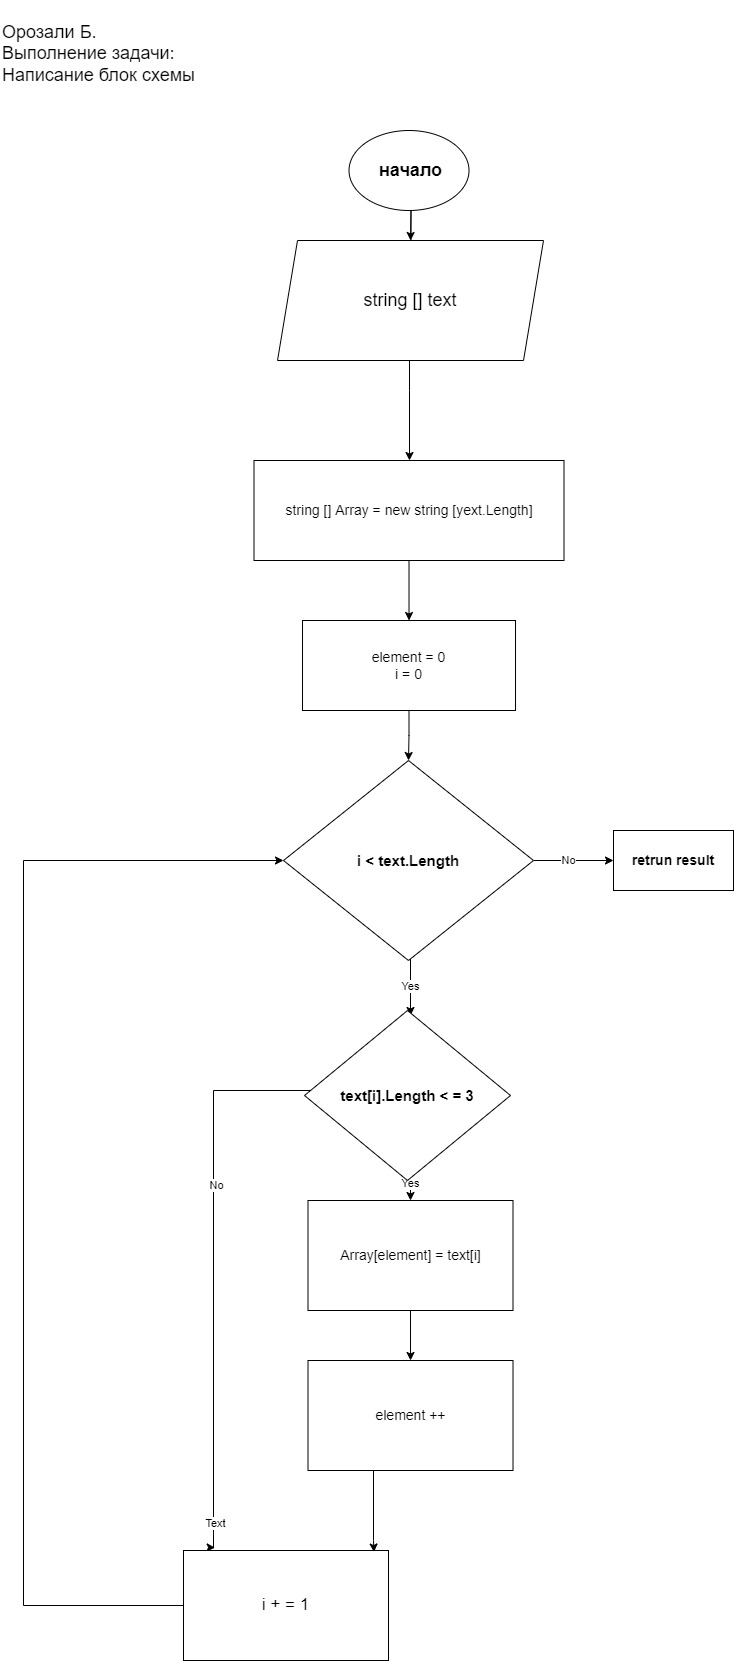 Орозали Б.
Выполнение задачи:
Написание блок схемы
начало
string [] text
string [] Array = new string [yext.Length]
element = 0
i = 0
i < text.Length
No
retrun result
Yes
text[i].Length < = 3
No
Yes
Array[element] = text[i]
element ++
Text
i + = 1